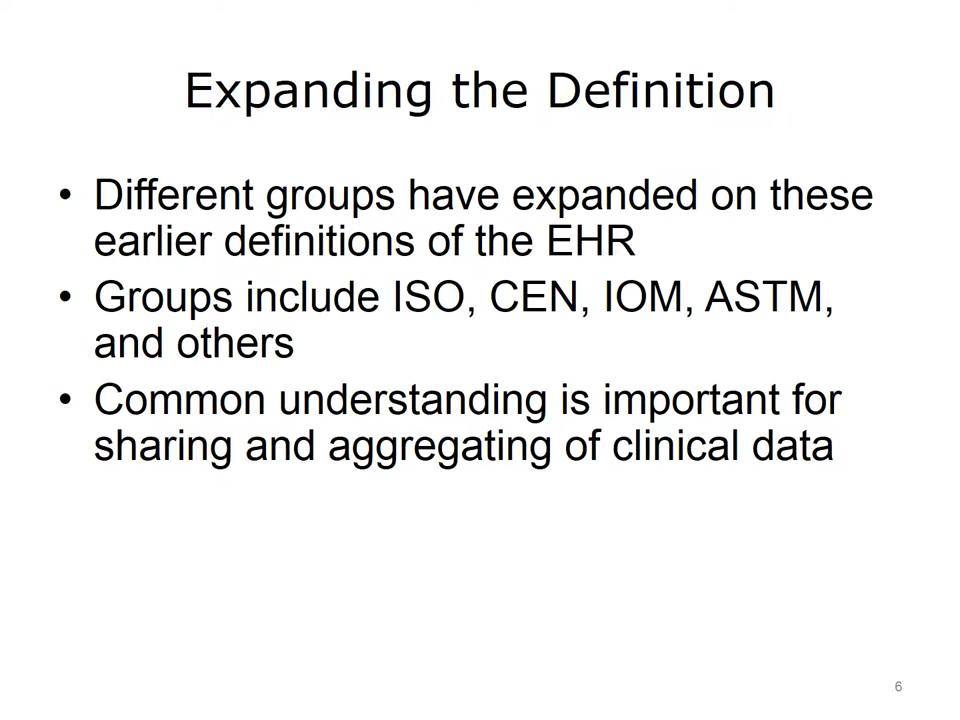 Expanding the Definition
• Different groups have expanded on these
earlier definitions of the EHR
• Groups include ISO, CEN, IOM, ASTM,
and others
• Common understanding is important for
sharing and aggregating of clinical data
6